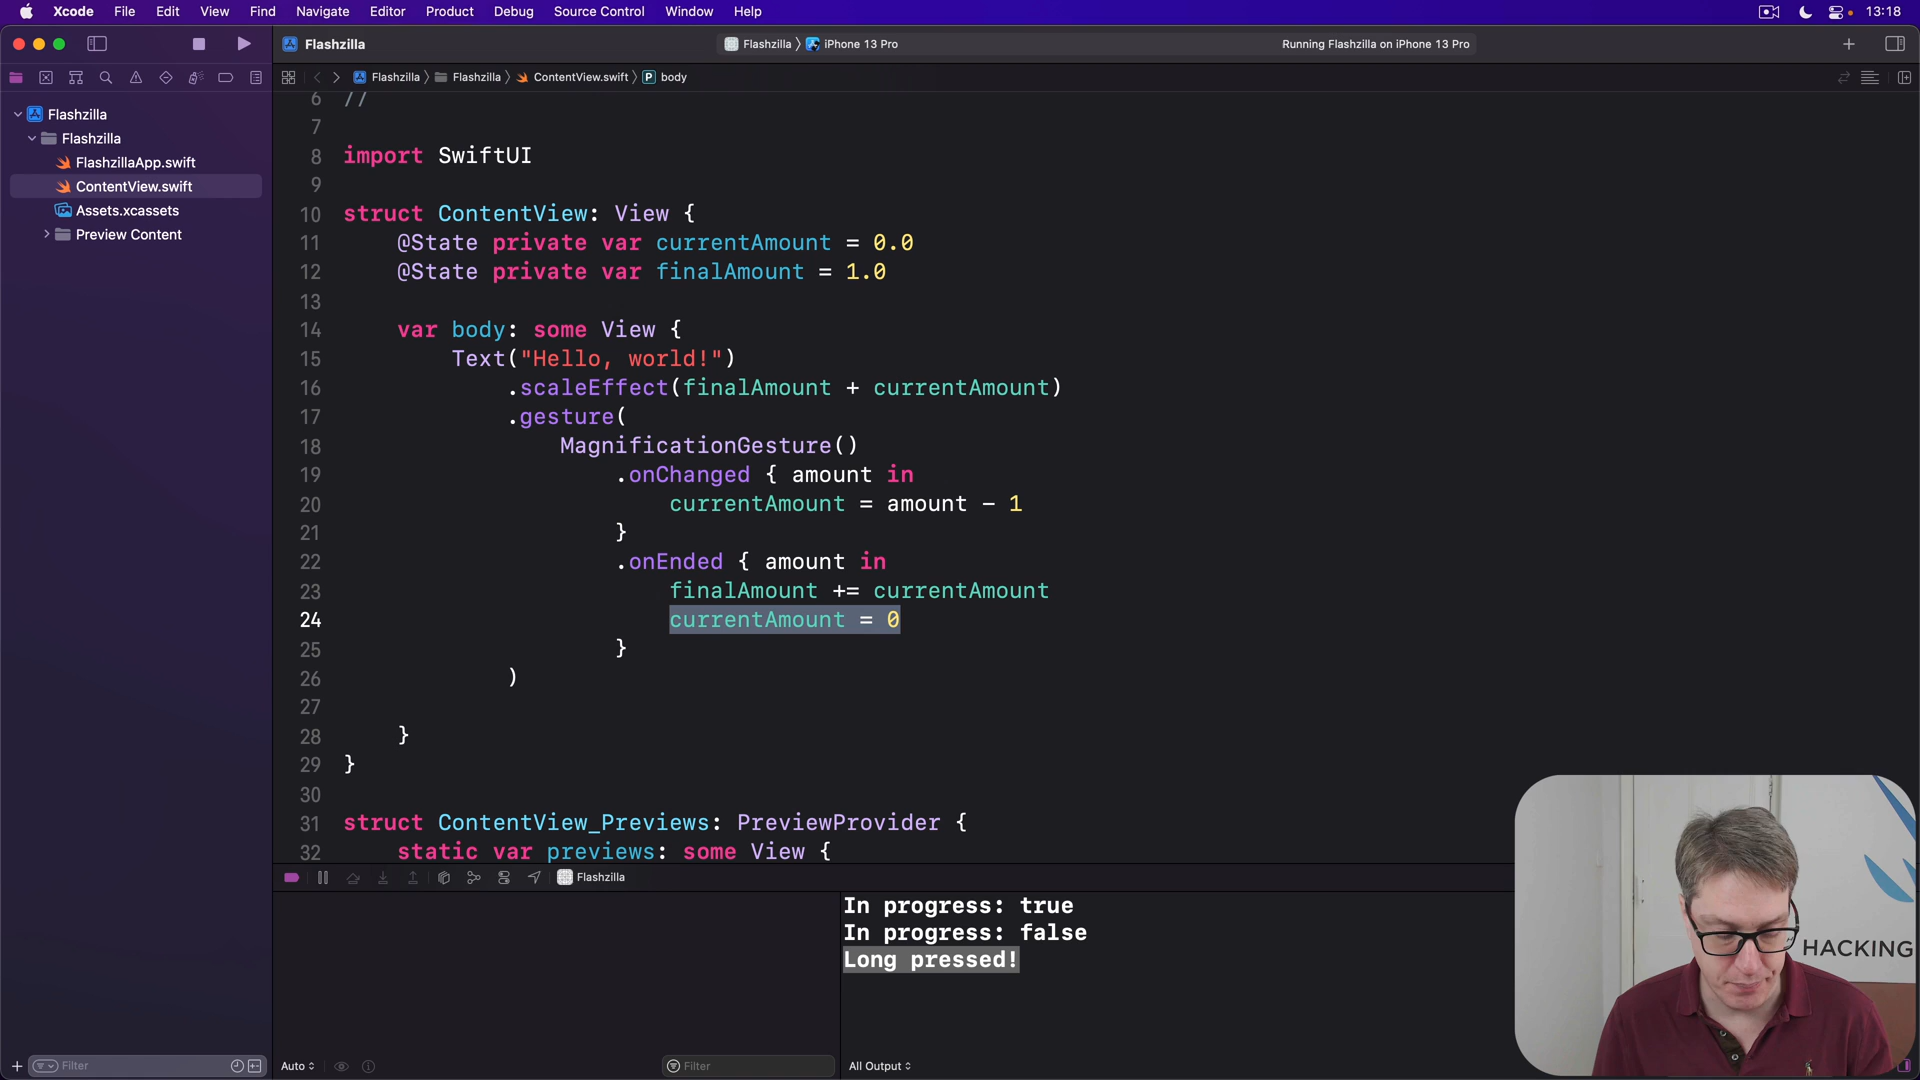 Xcode File Edit View Find Navigate Editor Product Debug Source Control Window Help 13:18
Flashzilla Flashzilla iPhone 13 Pro Running Flashzilla on iPhone 13 Pro
Flashzilla Flashzilla ContentView.swift P body
Flashzilla
Flashzilla
FlashzillaApp.swift
ContentView.swift
Assets.xcassets
Preview Content
6 //
7
8 import SwiftUI
9
10 struct ContentView: View {
11 @State private var currentAmount = 0.0
12 @State private var finalAmount = 1.0
13
14 var body: some View {
15 Text("Hello, world!")
16 .scaleEffect(finalAmount + currentAmount)
17 .gesture(
18 MagnificationGesture()
19 .onChanged { amount in
20 currentAmount = amount - 1
21 }
22 .onEnded { amount in
23 finalAmount += currentAmount
24 currentAmount = 0
25 }
26 )
27
28 }
29 }
30
31 struct ContentView_Previews: PreviewProvider {
32 static var previews: some View {
Flashzilla
In progress: true
In progress: false
Long pressed!
HACKING
Filter Auto Filter All Output